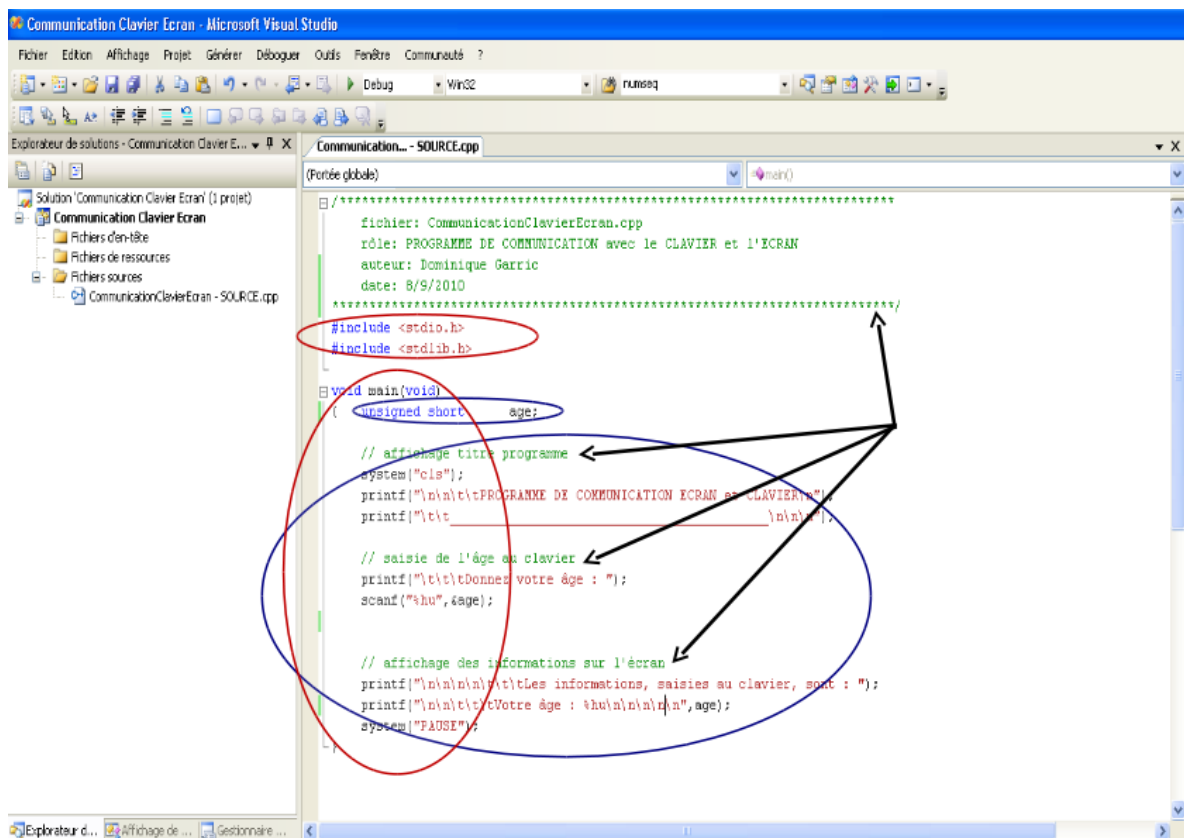 Communication Clavier Ecran - Microsoft Visual Studio
Fichier Edition Affichage Projet Générer Déboguer Outils Fenêtre Communauté ?
Debug Win32 numseq
Explorateur de solutions - Communication Clavier E...
Communication... - SOURCE.cpp
(Portée globale) main()
Solution 'Communication Clavier Ecran' (1 projet)
Communication Clavier Ecran
Fichiers d'en-tête
Fichiers de ressources
Fichiers sources
CommunicationClavierEcran - SOURCE.cpp
/*****************************************************************************
fichier: CommunicationClavierEcran.cpp
rôle: PROGRAMME DE COMMUNICATION avec le CLAVIER et l'ECRAN
auteur: Dominique Garric
date: 8/9/2010
*****************************************************************************/
#include <stdio.h>
#include <stdlib.h>
void main(void)
{ unsigned short age;
// affichage titre programme
system("cls");
printf("\n\n\t\tPROGRAMME DE COMMUNICATION ECRAN et CLAVIER\n");
printf("\t\t___________________________________________\n\n\n");
// saisie de l'âge au clavier
printf("\t\t\tDonnez votre âge : ");
scanf("%hu",&age);
// affichage des informations sur l'écran
printf("\n\n\n\n\t\t\tLes informations, saisies au clavier, sont : ");
printf("\n\n\t\t\tVotre âge : %hu\n\n\n\n\n",age);
system("PAUSE");
}
Explorateur d... Affichage de ... Gestionnaire ...